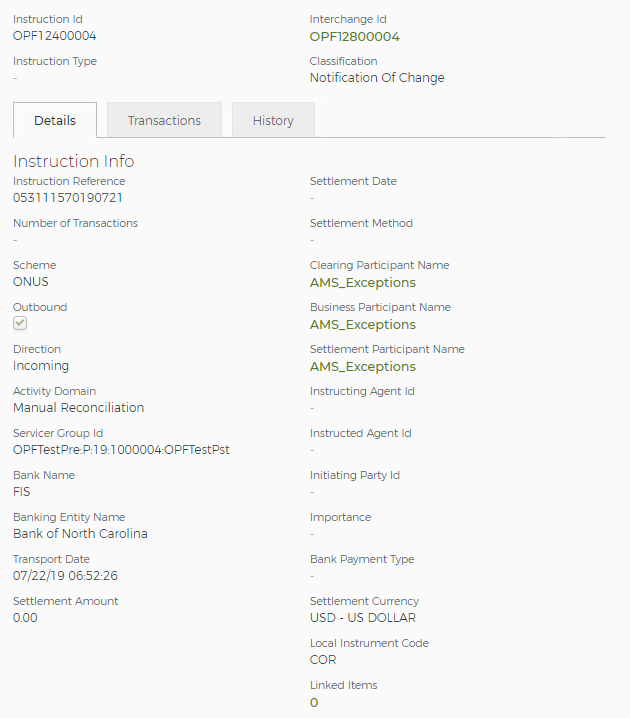 Instruction Id
OPF12400004
Interchange Id
OPF12800004
Instruction Type
-
Classification
Notification Of Change
Details
Transactions
History
Instruction Info
Instruction Reference
053111570190721
Settlement Date
-
Number of Transactions
-
Settlement Method
-
Scheme
ONUS
Clearing Participant Name
AMS_Exceptions
Outbound
Business Participant Name
AMS_Exceptions
Direction
Incoming
Settlement Participant Name
AMS_Exceptions
Activity Domain
Manual Reconciliation
Instructing Agent Id
-
Servicer Group Id
OPFTestPre:P:19:1000004:OPFTestPst
Instructed Agent Id
-
Bank Name
FIS
Initiating Party Id
-
Banking Entity Name
Bank of North Carolina
Importance
-
Transport Date
07/22/19 06:52:26
Bank Payment Type
-
Settlement Amount
0.00
Settlement Currency
USD - US DOLLAR
Local Instrument Code
COR
Linked Items
0